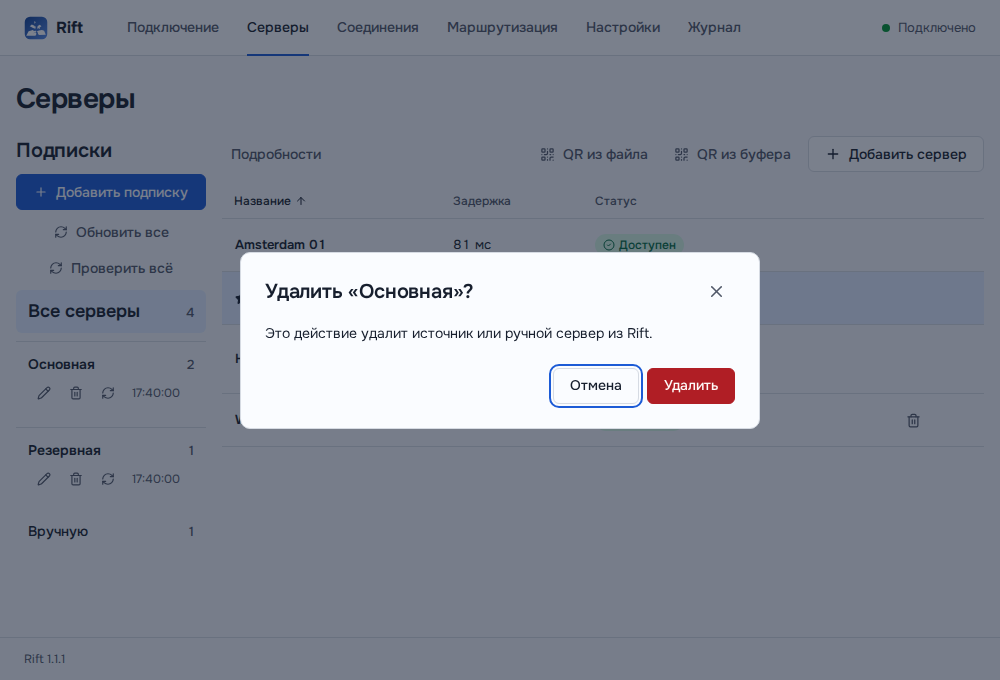 Rift
Подключение
Серверы
Соединения
Маршрутизация
Настройки
Журнал
Подключено
Серверы
Подписки
Добавить подписку
Обновить все
Проверить всё
Все серверы 4
Основная 2
17:40:00
Резервная 1
17:40:00
Вручную 1
Подробности
QR из файла
QR из буфера
Добавить сервер
Название
Задержка
Статус
Amsterdam 01
81 мс
Доступен
Удалить «Основная»?
Это действие удалит источник или ручной сервер из Rift.
Отмена
Удалить
Rift 1.1.1